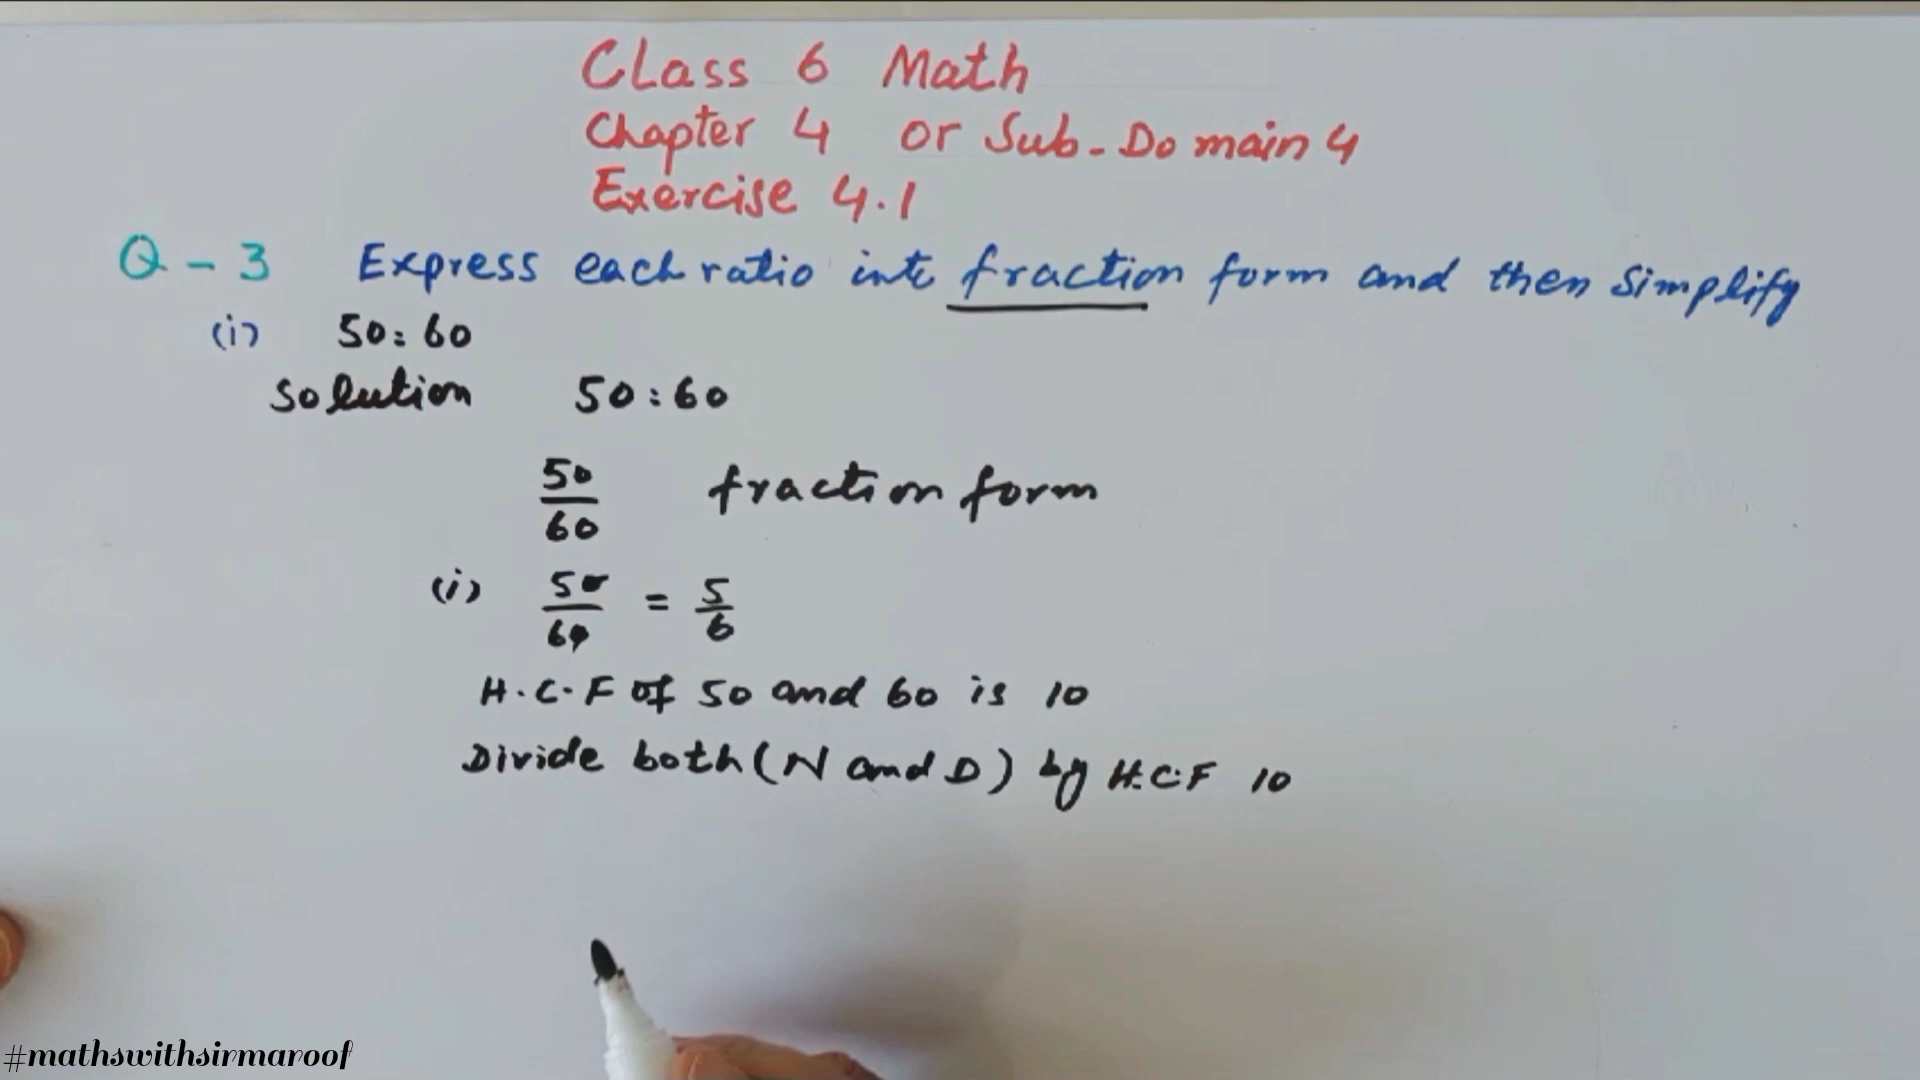 Class 6 Math
Chapter 4 or Sub-Domain 4
Exercise 4.1
Q-3 Express each ratio into fraction form and then simplify
(i) 50:60
Solution 50:60
50/60 fraction form
(i) 50/60 = 5/6
H.C.F of 50 and 60 is 10
Divide both (N and D) by H.C.F 10
#mathswithsirmaroof